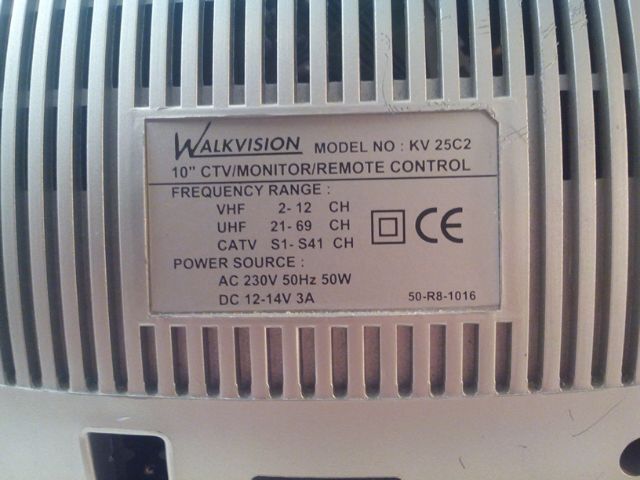 WALKVISION MODEL NO : KV 25C2
10" CTV/MONITOR/REMOTE CONTROL
FREQUENCY RANGE :
VHF 2-12 CH
UHF 21-69 CH
CATV S1-S41 CH
CE
POWER SOURCE :
AC 230V 50Hz 50W
DC 12-14V 3A 50-R8-1016